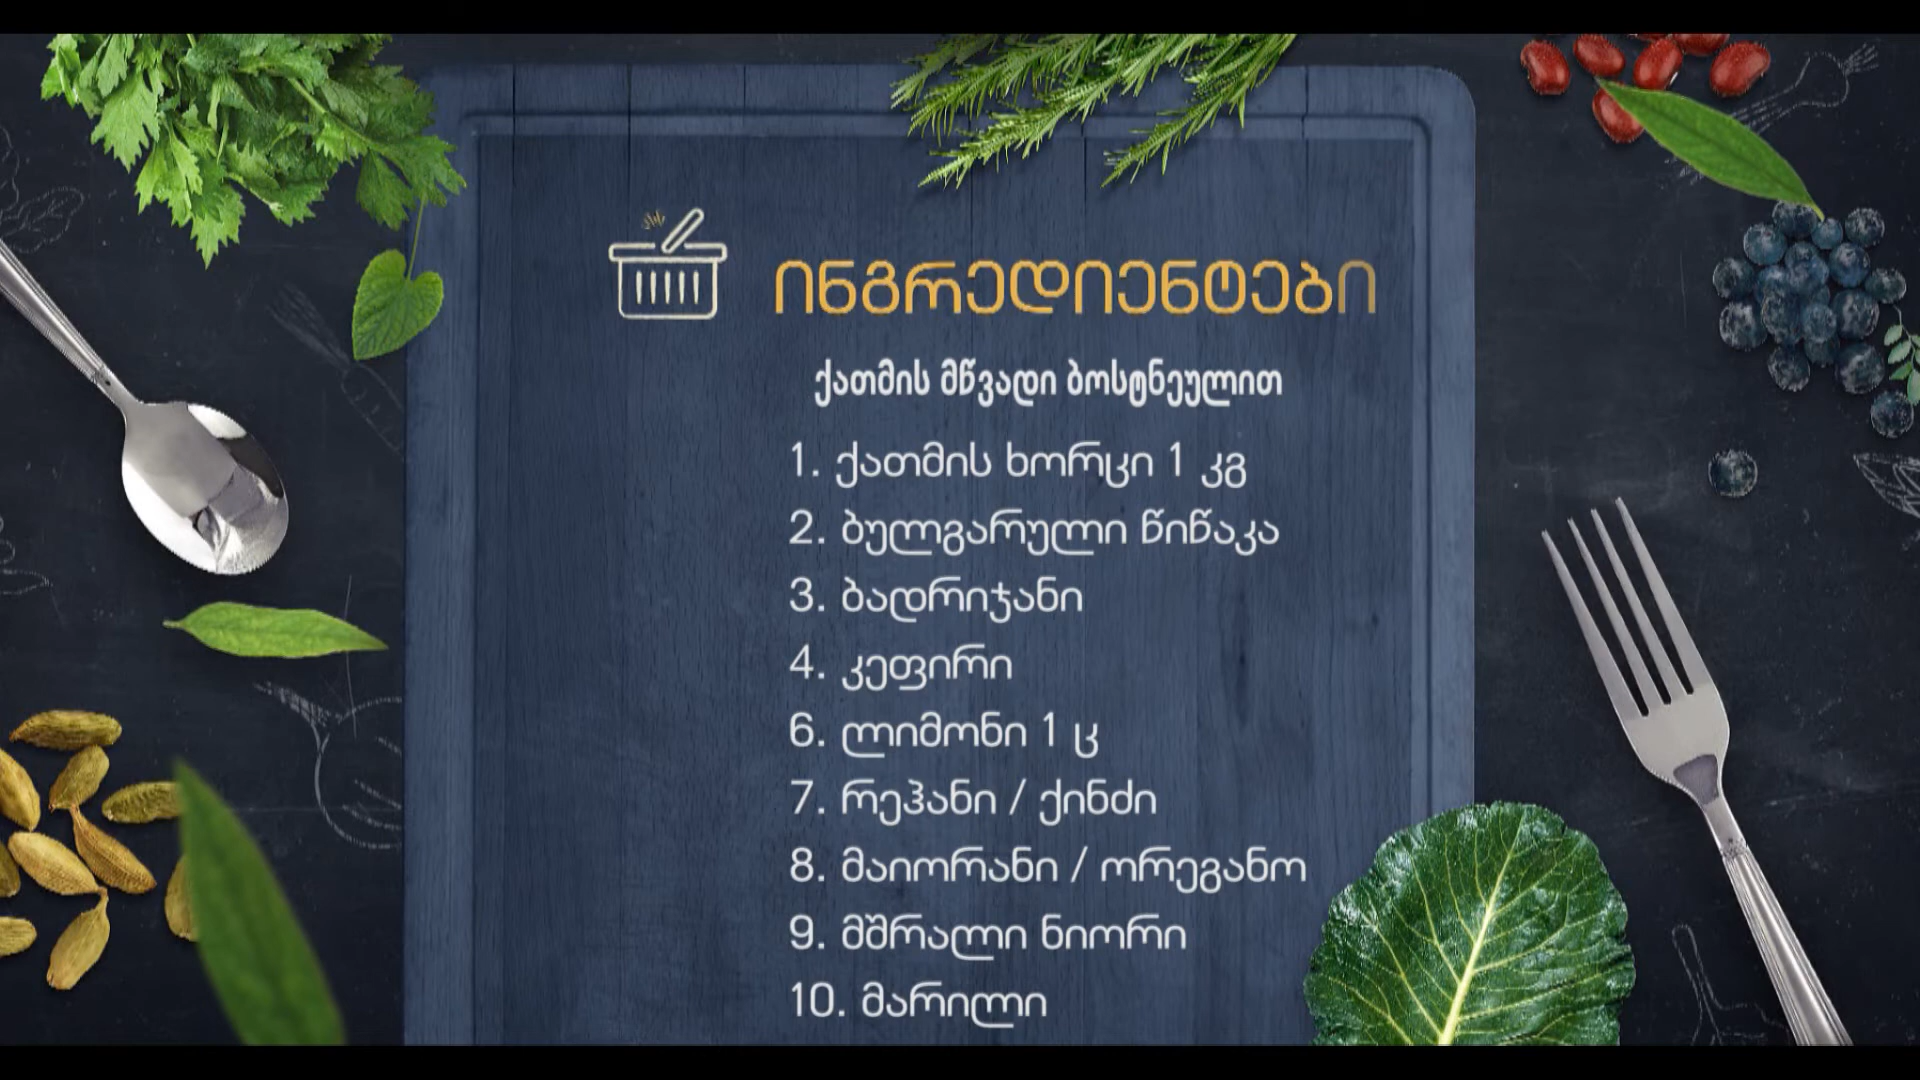 ინგრედიენტები
ქათმის მწვადი ბოსტნეულით
1. ქათმის ხორცი 1 კგ
2. ბულგარული წიწაკა
3. ბადრიჯანი
4. კეფირი
6. ლიმონი 1 ც
7. რეჰანი / ქინძი
8. მაიორანი / ორეგანო
9. მშრალი ნიორი
10. მარილი